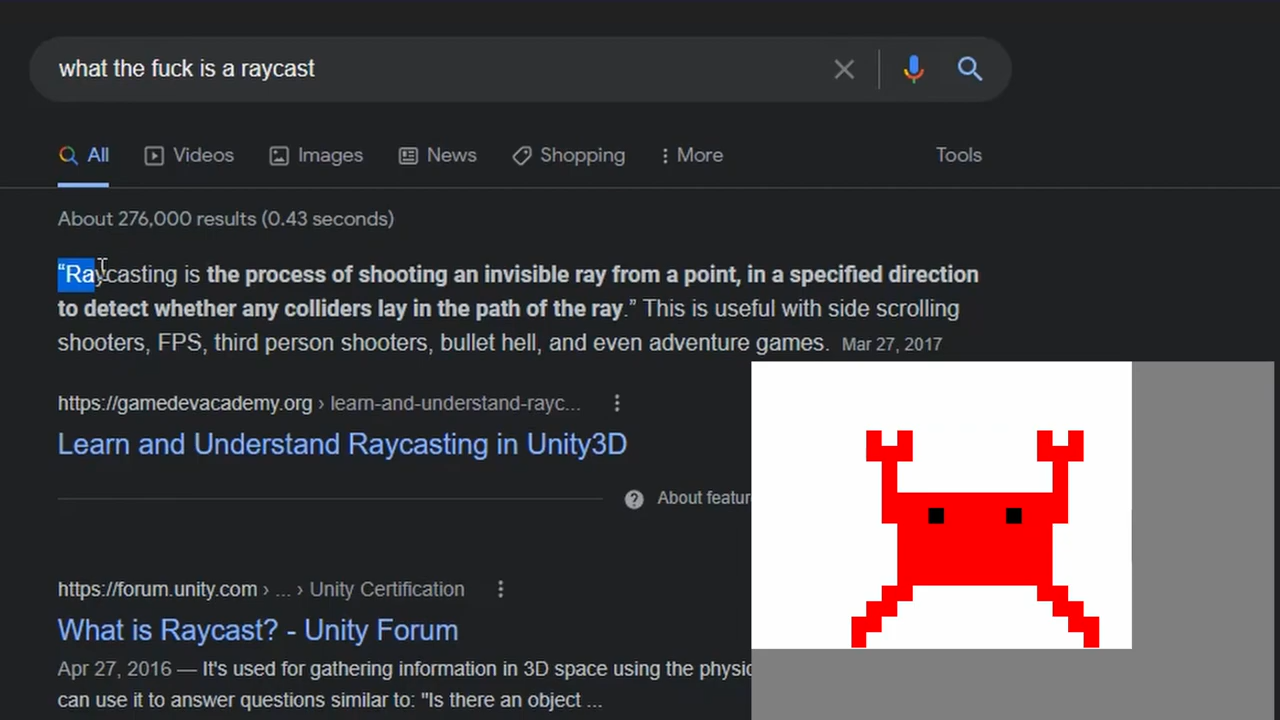 what the fuck is a raycast
All Videos Images News Shopping More Tools
About 276,000 results (0.43 seconds)
“Raycasting is the process of shooting an invisible ray from a point, in a specified direction
to detect whether any colliders lay in the path of the ray.” This is useful with side scrolling
shooters, FPS, third person shooters, bullet hell, and even adventure games. Mar 27, 2017
https://gamedevacademy.org › learn-and-understand-rayc...
Learn and Understand Raycasting in Unity3D
About featur
https://forum.unity.com › ... › Unity Certification
What is Raycast? - Unity Forum
Apr 27, 2016 — It's used for gathering information in 3D space using the physic
can use it to answer questions similar to: "Is there an object ...